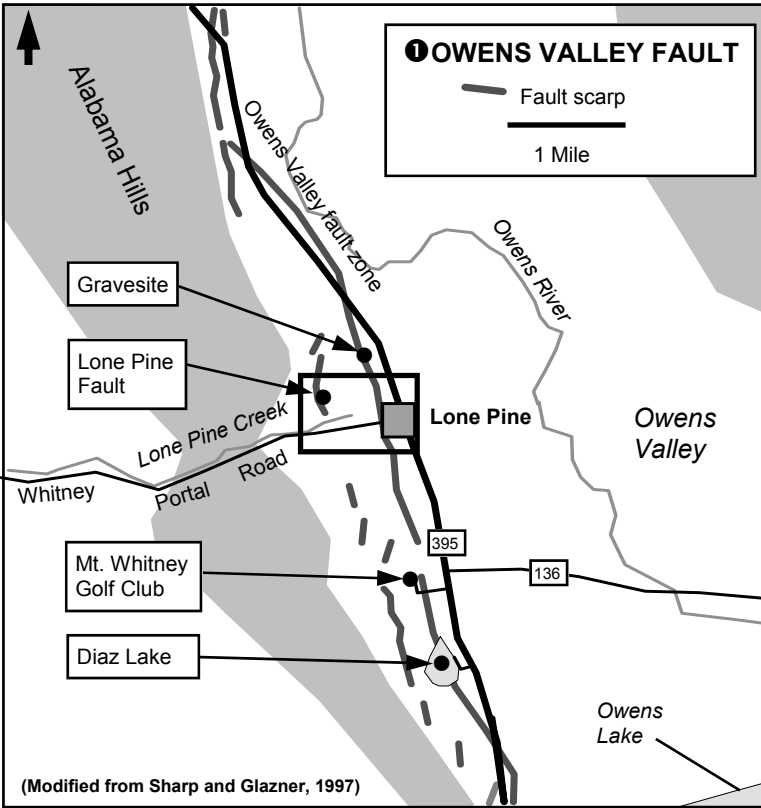 ❶OWENS VALLEY FAULT
Fault scarp
1 Mile
Alabama Hills
Owens Valley fault zone
Owens River
Gravesite
Lone Pine
Fault
Lone Pine Creek
Lone Pine
Owens
Valley
Whitney Portal Road
395
136
Mt. Whitney
Golf Club
Diaz Lake
Owens
Lake
(Modified from Sharp and Glazner, 1997)